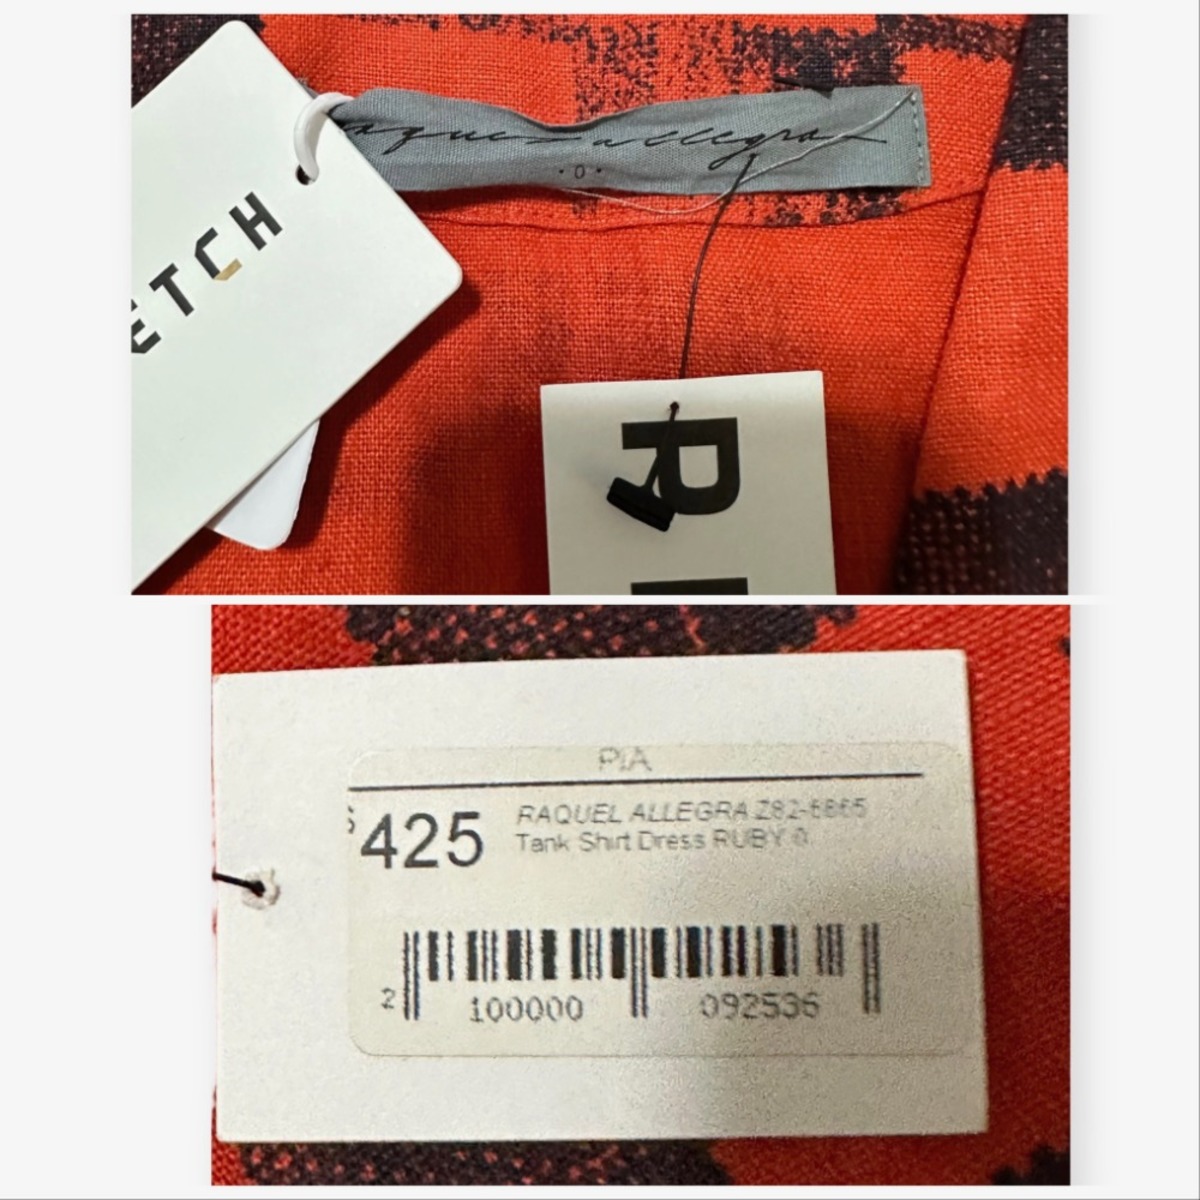 ETCH
raquel allegra
· 0 ·
R
PIA
$425
RAQUEL ALLEGRA Z82-6865
Tank Shirt Dress RUBY 0
2 100000 092536